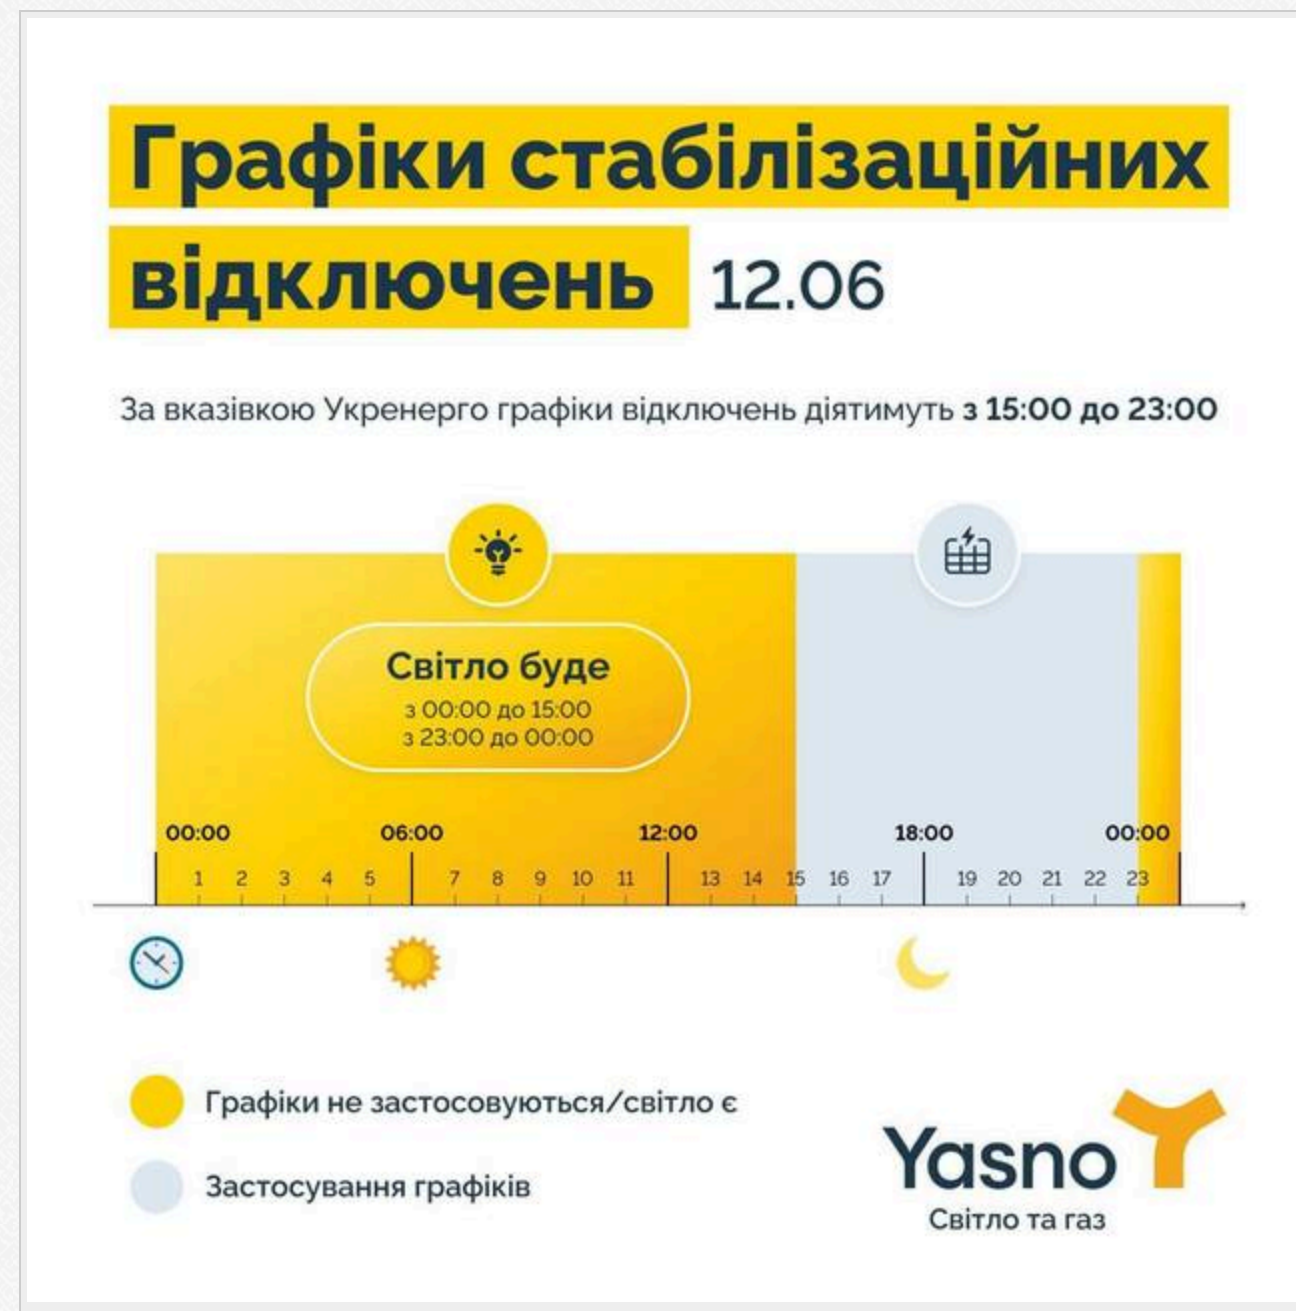 Графіки стабілізаційних
відключень 12.06
За вказівкою Укренерго графіки відключень діятимуть з 15:00 до 23:00
Світло буде
з 00:00 до 15:00
з 23:00 до 00:00
00:00 06:00 12:00 18:00 00:00
1 2 3 4 5 7 8 9 10 11 13 14 15 16 17 19 20 21 22 23
Графіки не застосовуються/світло є
Застосування графіків
Yasno
Світло та газ